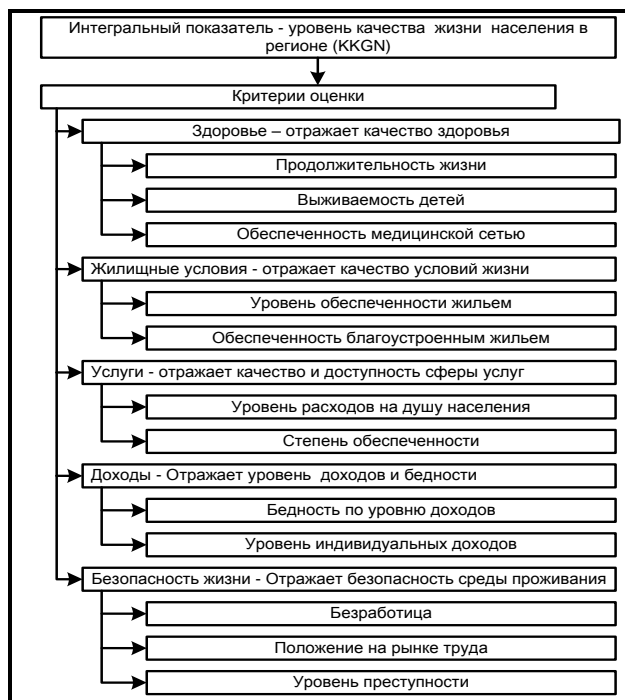 Интегральный показатель - уровень качества жизни населения в
регионе (KKGN)
Критерии оценки
Здоровье – отражает качество здоровья
Продолжительность жизни
Выживаемость детей
Обеспеченность медицинской сетью
Жилищные условия - отражает качество условий жизни
Уровень обеспеченности жильем
Обеспеченность благоустроенным жильем
Услуги - отражает качество и доступность сферы услуг
Уровень расходов на душу населения
Степень обеспеченности
Доходы - Отражает уровень доходов и бедности
Бедность по уровню доходов
Уровень индивидуальных доходов
Безопасность жизни - Отражает безопасность среды проживания
Безработица
Положение на рынке труда
Уровень преступности